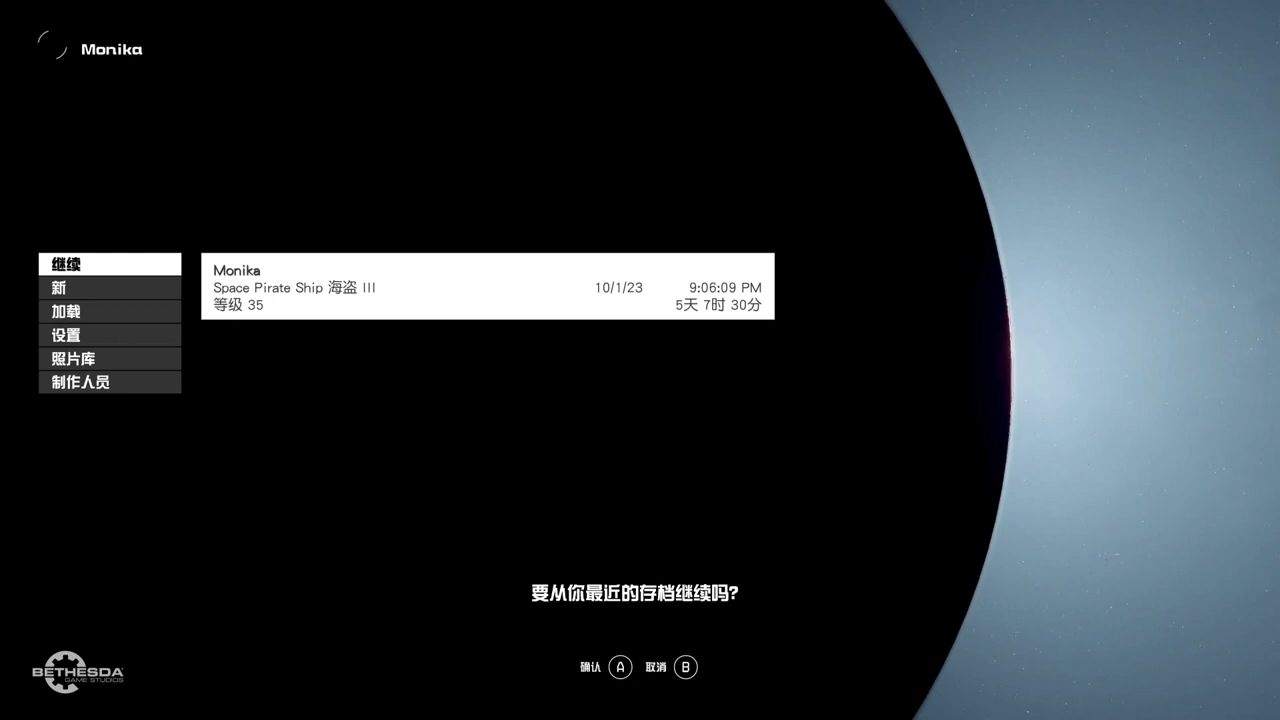 Monika
继续
新
加载
设置
照片库
制作人员
Monika
Space Pirate Ship 海盗 III 10/1/23 9:06:09 PM
等级 35 5天 7时 30分
要从你最近的存档继续吗?
确认 A 取消 B
BETHESDA
GAME STUDIOS